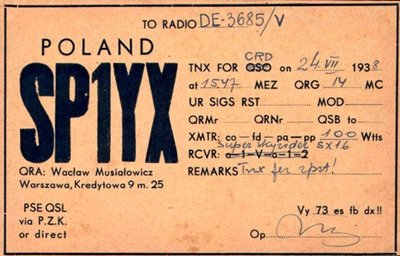 TO RADIO DE-3685/V
POLAND
SP1YX
QRA: Wacław Musiałowicz
Warszawa, Kredytowa 9 m. 25
PSE QSL
via P.Z.K.
or direct
CRD
TNX FOR QSO on 24.VII 1938
at 1547 MEZ QRG 14 MC
UR SIGS RST MOD
QRMr QRNr QSB to
XMTR: co-fd-pa-pp 100 Wtts
Super skyrider SX16
RCVR: o-1-V-o-1-2
REMARKS Tnx fer rprt!
Vy 73 es fb dx!!
Op